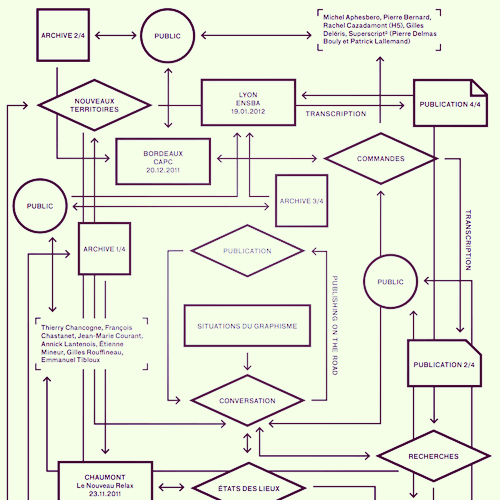 ARCHIVE 2/4
PUBLIC
Michel Aphesbero, Pierre Bernard,
Rachel Cazadamont (H5), Gilles
Deléris, Superscript² (Pierre Delmas
Bouly et Patrick Lallemand)
NOUVEAUX
TERRITOIRES
LYON
ENSBA
19.01.2012
TRANSCRIPTION
PUBLICATION 4/4
BORDEAUX
CAPC
20.12.2011
COMMANDES
PUBLIC
ARCHIVE 3/4
TRANSCRIPTION
ARCHIVE 1/4
PUBLICATION
PUBLIC
PUBLISHING ON THE ROAD
Thierry Chancogne, François
Chastanet, Jean-Marie Courant,
Annick Lantenois, Étienne
Mineur, Gilles Rouffineau,
Emmanuel Tibloux
SITUATIONS DU GRAPHISME
PUBLICATION 2/4
CONVERSATION
RECHERCHES
CHAUMONT
Le Nouveau Relax
23.11.2011
ÉTATS DES LIEUX